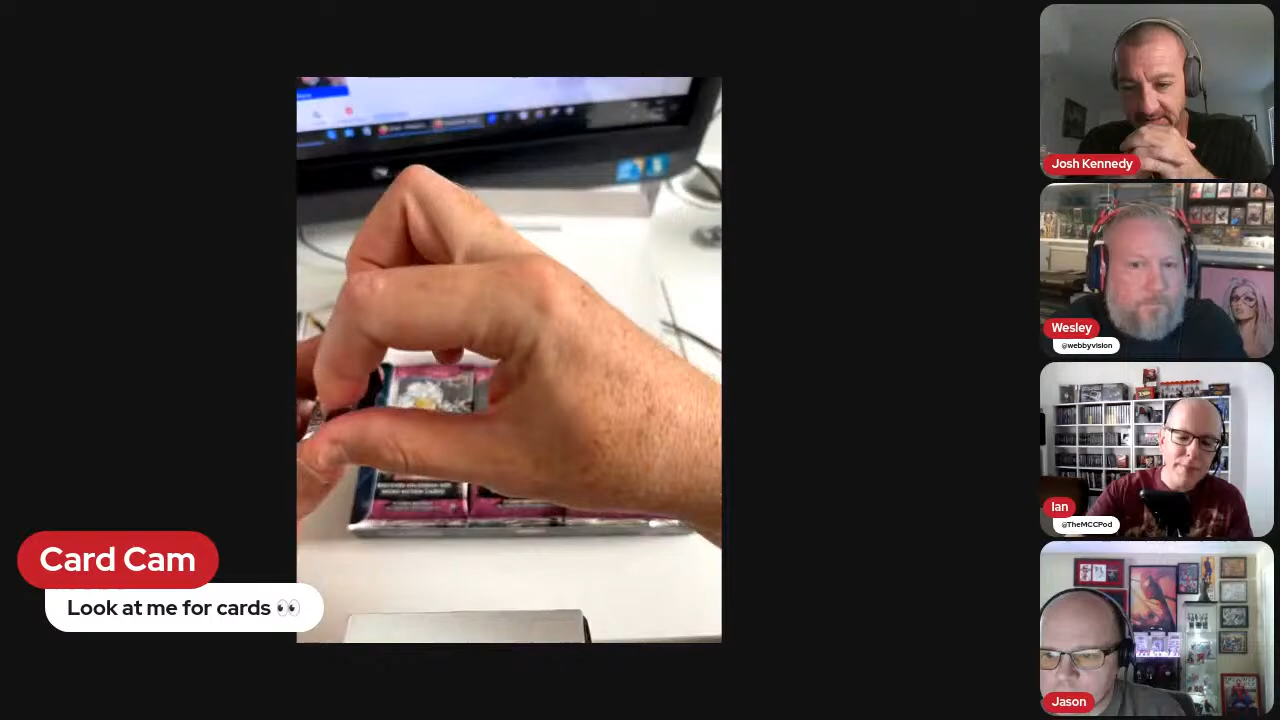 Josh Kennedy
Wesley
@webbyvision
Ian
@TheMCCPod
Card Cam
Look at me for cards 👀
Jason